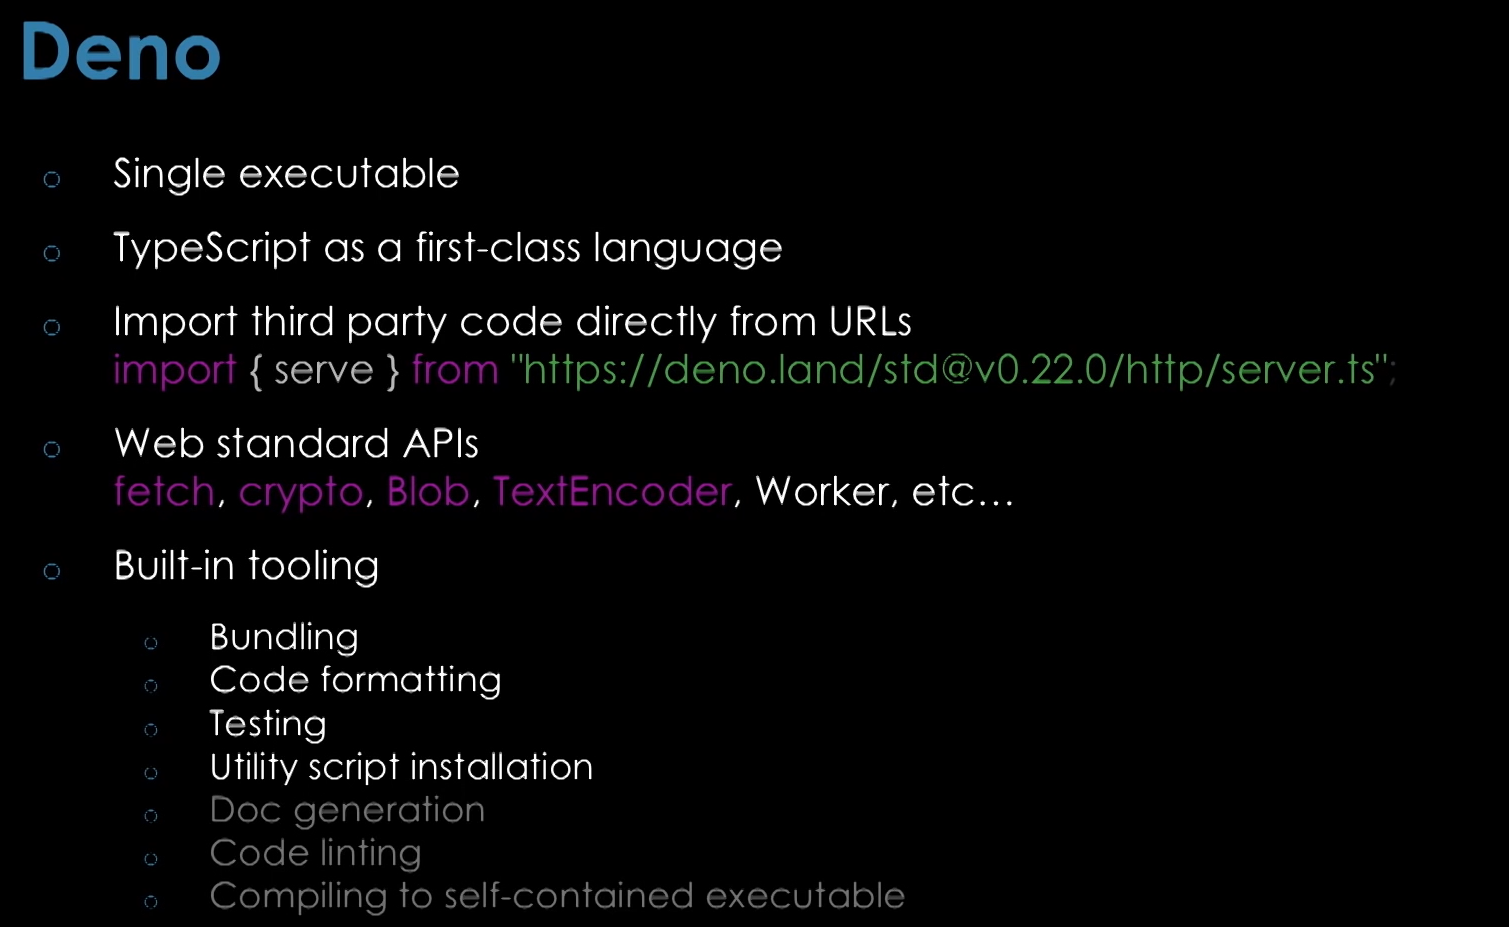 Deno
Single executable
TypeScript as a first-class language
Import third party code directly from URLs
import { serve } from "https://deno.land/std@v0.22.0/http/server.ts";
Web standard APIs
fetch, crypto, Blob, TextEncoder, Worker, etc...
Built-in tooling
Bundling
Code formatting
Testing
Utility script installation
Doc generation
Code linting
Compiling to self-contained executable